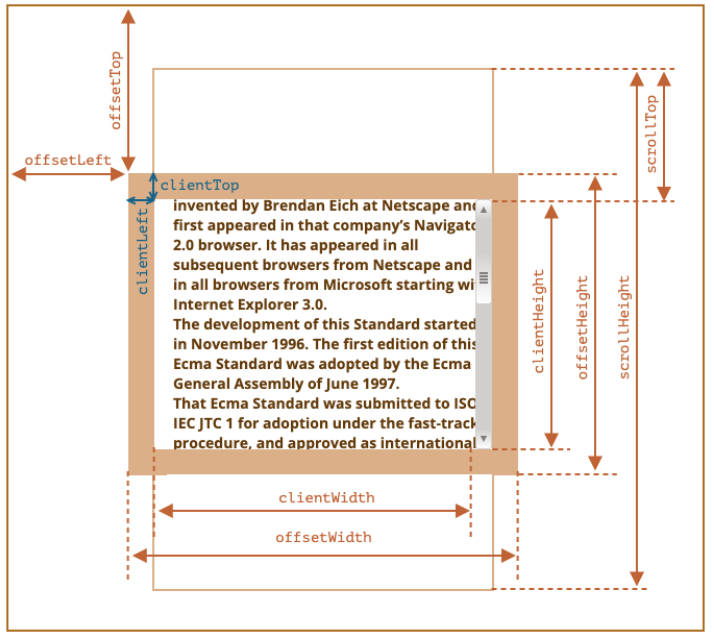 offsetTop
offsetLeft
clientTop
clientLeft
invented by Brendan Eich at Netscape and
first appeared in that company's Navigato
2.0 browser. It has appeared in all
subsequent browsers from Netscape and
in all browsers from Microsoft starting wi
Internet Explorer 3.0.
The development of this Standard started
in November 1996. The first edition of this
Ecma Standard was adopted by the Ecma
General Assembly of June 1997.
That Ecma Standard was submitted to ISO
IEC JTC 1 for adoption under the fast-track
procedure, and approved as international
scrollTop
clientHeight
offsetHeight
scrollHeight
clientWidth
offsetWidth